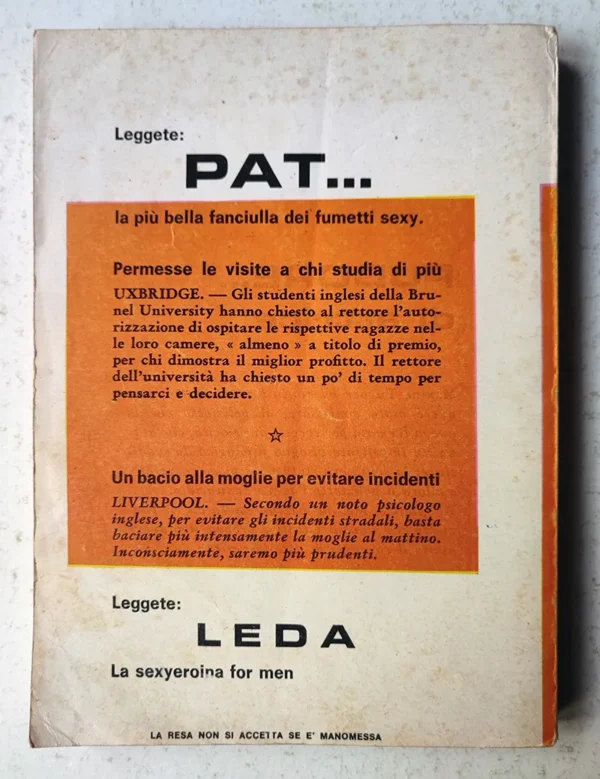 Leggete:
PAT...
la più bella fanciulla dei fumetti sexy.
Permesse le visite a chi studia di più
UXBRIDGE. — Gli studenti inglesi della Bru-
nel University hanno chiesto al rettore l'auto-
rizzazione di ospitare le rispettive ragazze nel-
le loro camere, « almeno » a titolo di premio,
per chi dimostra il miglior profitto. Il rettore
dell'università ha chiesto un po' di tempo per
pensarci e decidere.
Un bacio alla moglie per evitare incidenti
LIVERPOOL. — Secondo un noto psicologo
inglese, per evitare gli incidenti stradali, basta
baciare più intensamente la moglie al mattino.
Inconsciamente, saremo più prudenti.
Leggete:
LEDA
La sexyeroina for men
LA RESA NON SI ACCETTA SE E' MANOMESSA